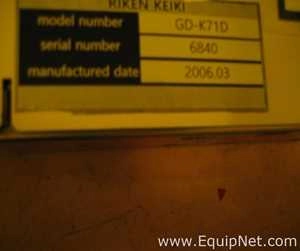 RIKEN KEIKI
model number GD-K71D
serial number 6840
manufactured date 2006.03
www.EquipNet.com